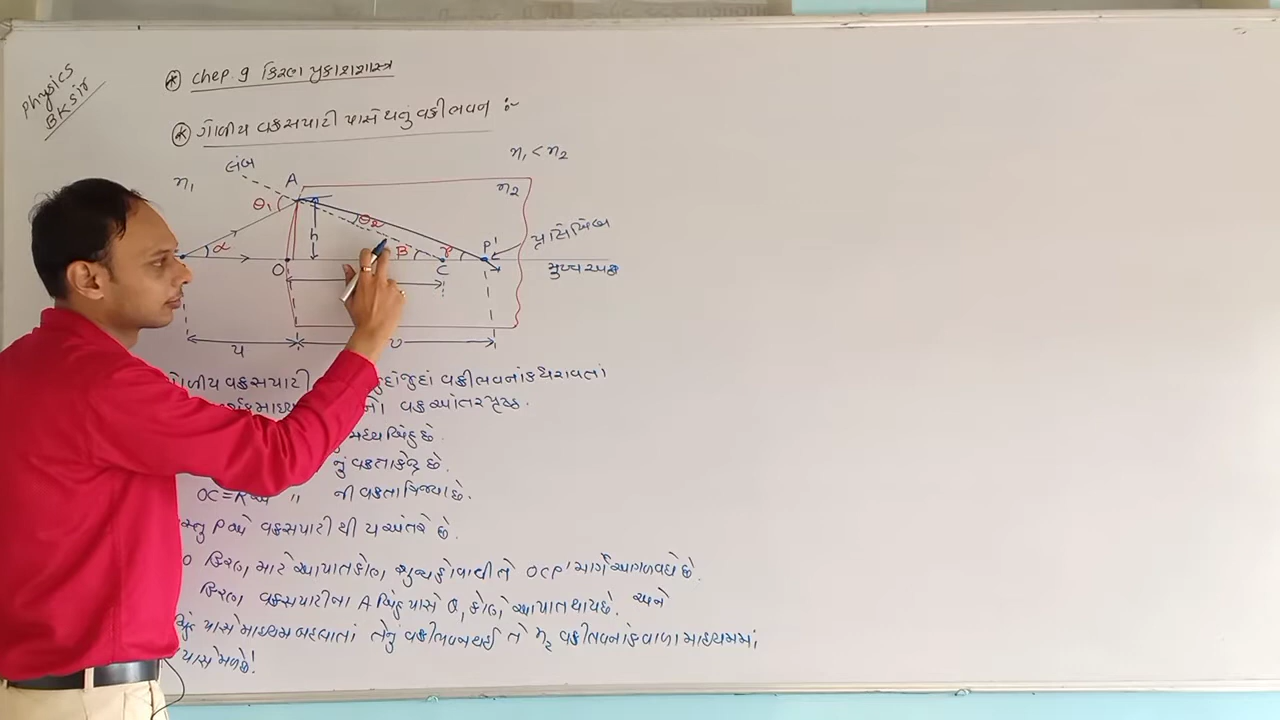 Physics
BK sir
* Chep. 9 કિરણ પ્રકાશશાસ્ત્ર
* ગોળીય વક્રસપાટી પાસે થતું વક્રીભવન :-
n₁ < n₂
લંબ
n₁
A
n₂
θ₁
θ₂
h
α
β
γ
P'
પ્રતિબિંબ
O
C
મુખ્ય અક્ષ
u
v
ગોળીય વક્રસપાટી જુદાંજુદાં વક્રીભવનાંક ધરાવતાં
વક્ર આંતરપૃષ્ઠ.
મધ્યબિંદુ છે.
નું વક્રતાકેન્દ્ર છે.
OC = R એ " ની વક્રતાત્રિજ્યા છે.
P એ વક્રસપાટી થી u અંતરે છે.
કિરણ માટે આપાતકોણ શૂન્ય હોવાથી તે OCP' માર્ગે આગળ વધે છે.
કિરણ વક્રસપાટીના A બિંદુ પાસે θ₁ કોણે આપાત થાય છે. અને
પાસે માધ્યમ બદલાતાં તેનું વક્રીભવન થઈ તે n₂ વક્રીભવનાંક વાળા માધ્યમમાં
પાસે મળે છે.